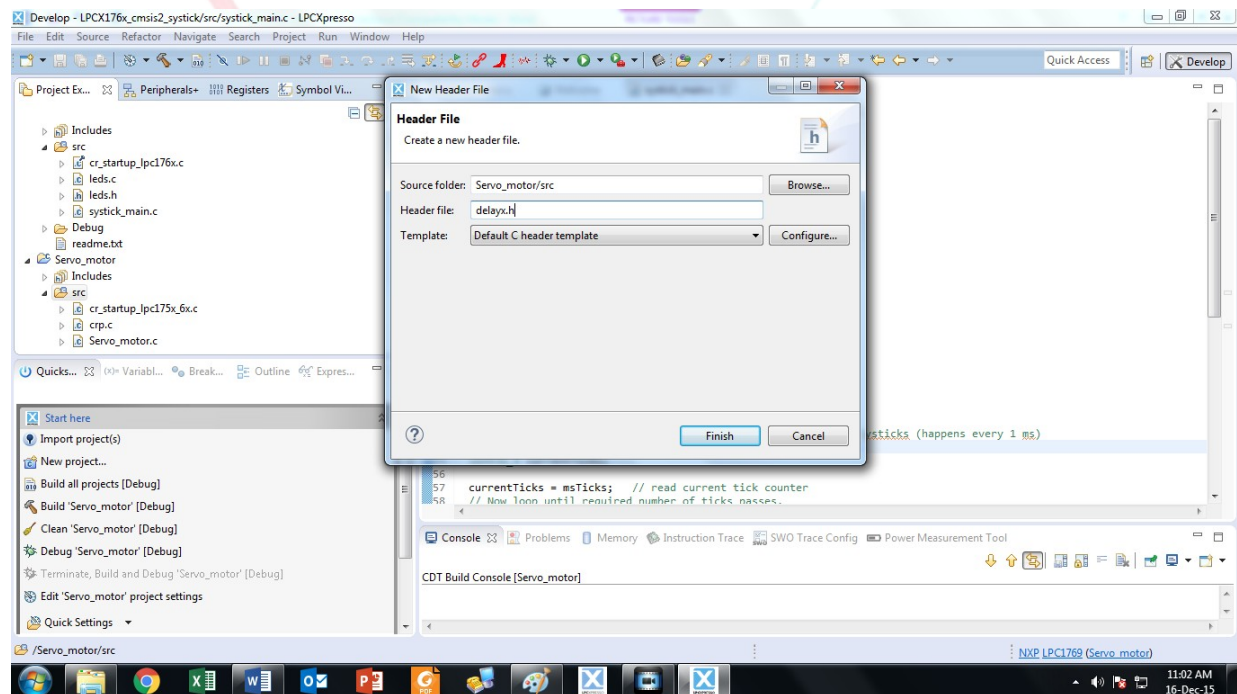 Develop - LPCX176x_cmsis2_systick/src/systick_main.c - LPCXpresso
File Edit Source Refactor Navigate Search Project Run Window Help
Quick Access
Develop
Project Ex... Peripherals+ Registers Symbol Vi...
Includes
src
cr_startup_lpc176x.c
leds.c
leds.h
systick_main.c
Debug
readme.txt
Servo_motor
Includes
src
cr_startup_lpc175x_6x.c
crp.c
Servo_motor.c
New Header File
Header File
Create a new header file.
h
Source folder: Servo_motor/src Browse...
Header file: delayx.h
Template: Default C header template Configure...
Finish Cancel
Quicks... (x)= Variabl... Break... Outline Expres...
Start here
Import project(s)
New project...
Build all projects [Debug]
Build 'Servo_motor' [Debug]
Clean 'Servo_motor' [Debug]
Debug 'Servo_motor' [Debug]
Terminate, Build and Debug 'Servo_motor' [Debug]
Edit 'Servo_motor' project settings
Quick Settings
ysticks (happens every 1 ms)
56
57 currentTicks = msTicks; // read current tick counter
58 // Now loop until required number of ticks passes.
Console Problems Memory Instruction Trace SWO Trace Config Power Measurement Tool
CDT Build Console [Servo_motor]
/Servo_motor/src
NXP LPC1769 (Servo_motor)
11:02 AM
16-Dec-15